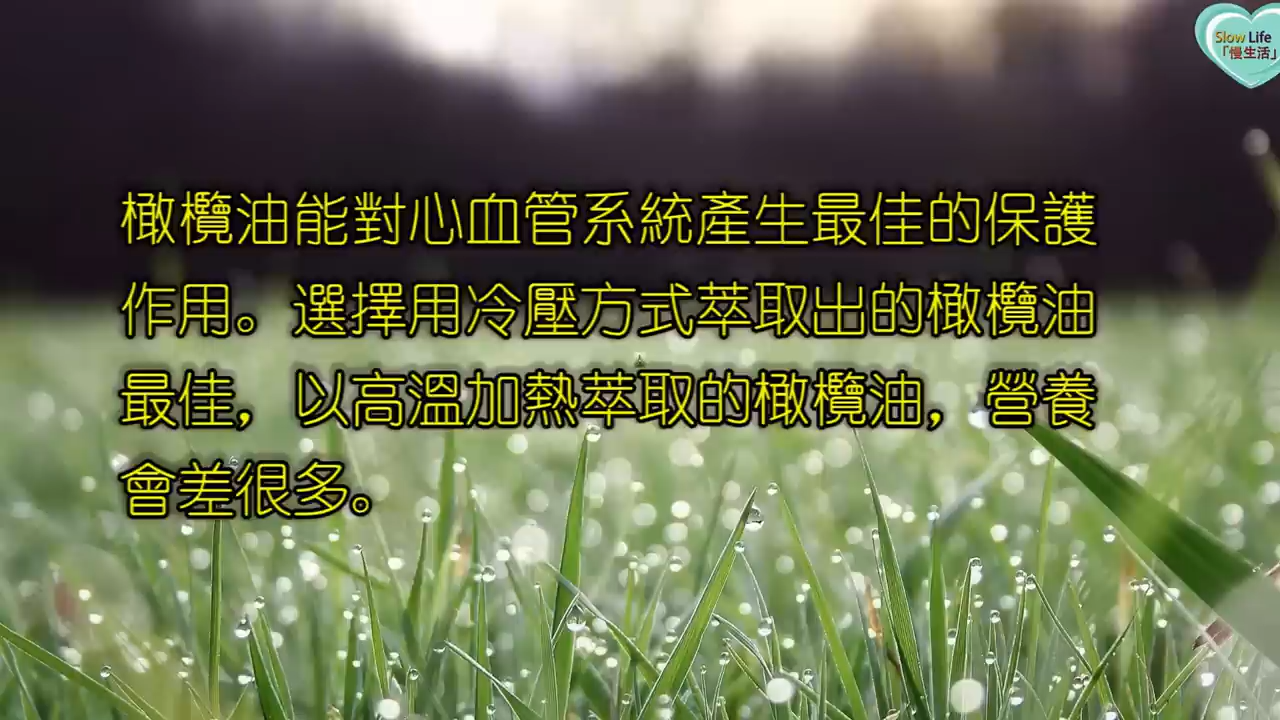 Slow Life
「慢生活」
橄欖油能對心血管系統產生最佳的保護
作用。選擇用冷壓方式萃取出的橄欖油
最佳，以高溫加熱萃取的橄欖油，營養
會差很多。